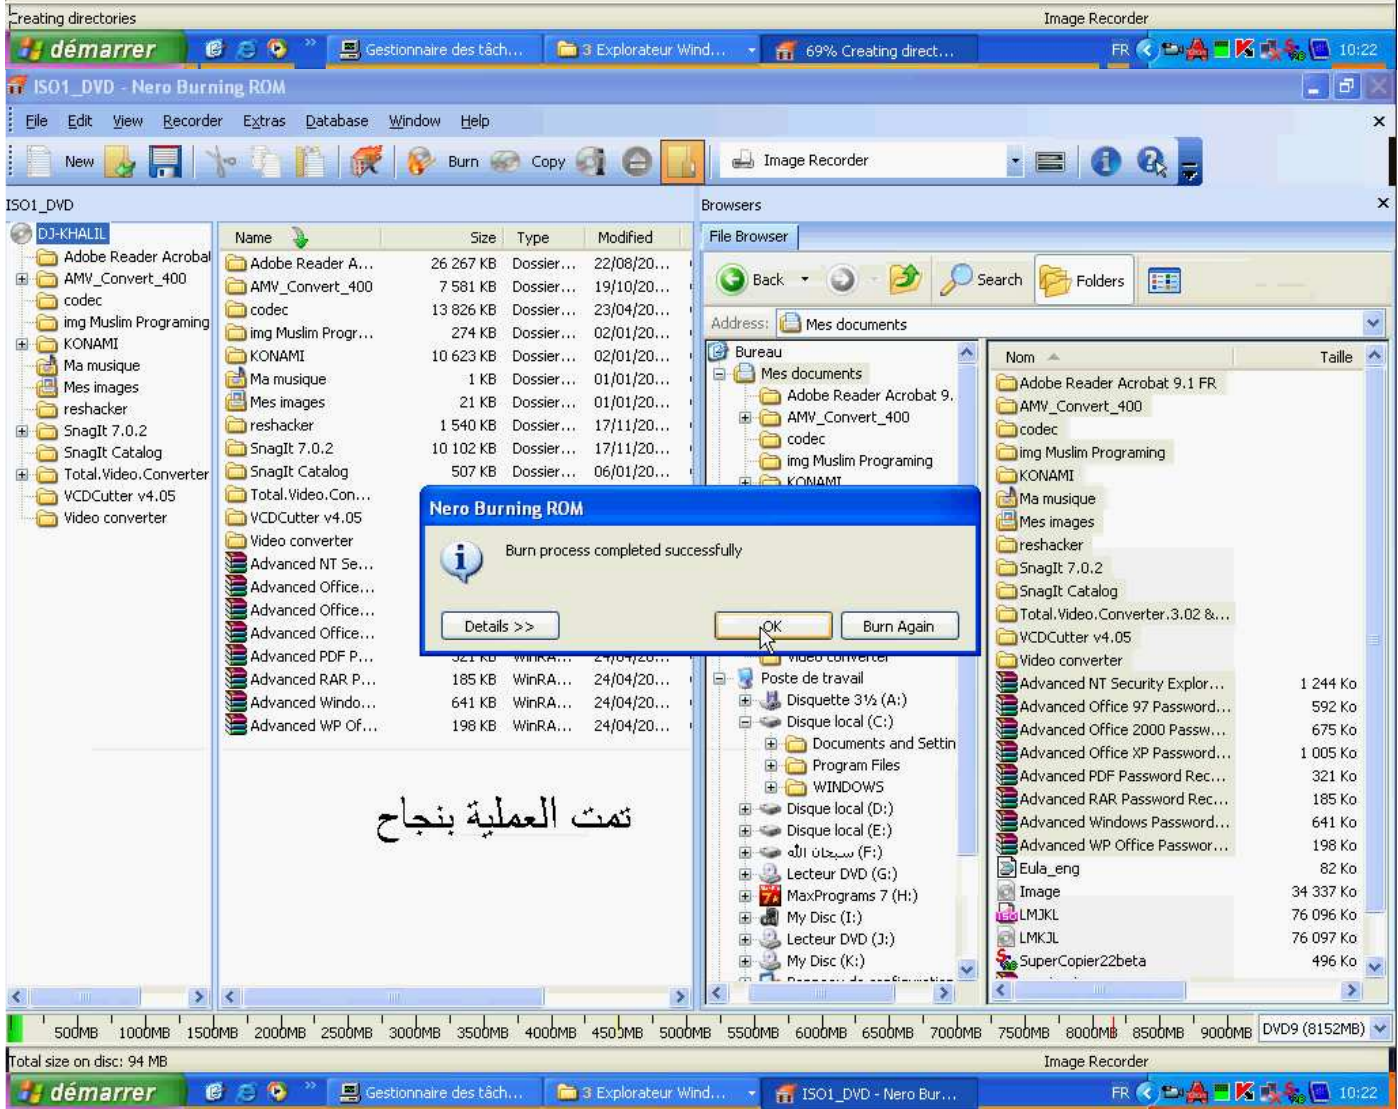 Creating directories
Image Recorder
démarrer
Gestionnaire des tâch...
3 Explorateur Wind...
69% Creating direct...
FR
10:22
ISO1_DVD - Nero Burning ROM
File Edit View Recorder Extras Database Window Help
New
Burn
Copy
Image Recorder
ISO1_DVD
Browsers
DJ-KHALIL
Adobe Reader Acrobat
AMV_Convert_400
codec
img Muslim Programing
KONAMI
Ma musique
Mes images
reshacker
SnagIt 7.0.2
SnagIt Catalog
Total.Video.Converter
VCDCutter v4.05
Video converter
Name Size Type Modified
Adobe Reader A... 26 267 KB Dossier... 22/08/20...
AMV_Convert_400 7 581 KB Dossier... 19/10/20...
codec 13 826 KB Dossier... 23/04/20...
img Muslim Progr... 274 KB Dossier... 02/01/20...
KONAMI 10 623 KB Dossier... 02/01/20...
Ma musique 1 KB Dossier... 01/01/20...
Mes images 21 KB Dossier... 01/01/20...
reshacker 1 540 KB Dossier... 17/11/20...
SnagIt 7.0.2 10 102 KB Dossier... 17/11/20...
SnagIt Catalog 507 KB Dossier... 06/01/20...
Total.Video.Con...
VCDCutter v4.05
Video converter
Advanced NT Se...
Advanced Office...
Advanced Office...
Advanced Office...
Advanced PDF P... 321 KB WinRA... 24/04/20...
Advanced RAR P... 185 KB WinRA... 24/04/20...
Advanced Windo... 641 KB WinRA... 24/04/20...
Advanced WP Of... 198 KB WinRA... 24/04/20...
تمت العملية بنجاح
Nero Burning ROM
Burn process completed successfully
Details >>
OK
Burn Again
File Browser
Back
Search
Folders
Address: Mes documents
Bureau
Mes documents
Adobe Reader Acrobat 9.
AMV_Convert_400
codec
img Muslim Programing
KONAMI
Video converter
Poste de travail
Disquette 3½ (A:)
Disque local (C:)
Documents and Settin
Program Files
WINDOWS
Disque local (D:)
Disque local (E:)
سبحان الله (F:)
Lecteur DVD (G:)
MaxPrograms 7 (H:)
My Disc (I:)
Lecteur DVD (J:)
My Disc (K:)
Panneau de configuration
Nom Taille
Adobe Reader Acrobat 9.1 FR
AMV_Convert_400
codec
img Muslim Programing
KONAMI
Ma musique
Mes images
reshacker
SnagIt 7.0.2
SnagIt Catalog
Total.Video.Converter.3.02 &...
VCDCutter v4.05
Video converter
Advanced NT Security Explor... 1 244 Ko
Advanced Office 97 Password... 592 Ko
Advanced Office 2000 Passw... 675 Ko
Advanced Office XP Password... 1 005 Ko
Advanced PDF Password Rec... 321 Ko
Advanced RAR Password Rec... 185 Ko
Advanced Windows Password... 641 Ko
Advanced WP Office Passwor... 198 Ko
Eula_eng 82 Ko
Image 34 337 Ko
LMJKL 76 096 Ko
LMKJL 76 097 Ko
SuperCopier22beta 496 Ko
500MB 1000MB 1500MB 2000MB 2500MB 3000MB 3500MB 4000MB 4500MB 5000MB 5500MB 6000MB 6500MB 7000MB 7500MB 8000MB 8500MB 9000MB DVD9 (8152MB)
Total size on disc: 94 MB
Image Recorder
démarrer
Gestionnaire des tâch...
3 Explorateur Wind...
ISO1_DVD - Nero Bur...
FR
10:22